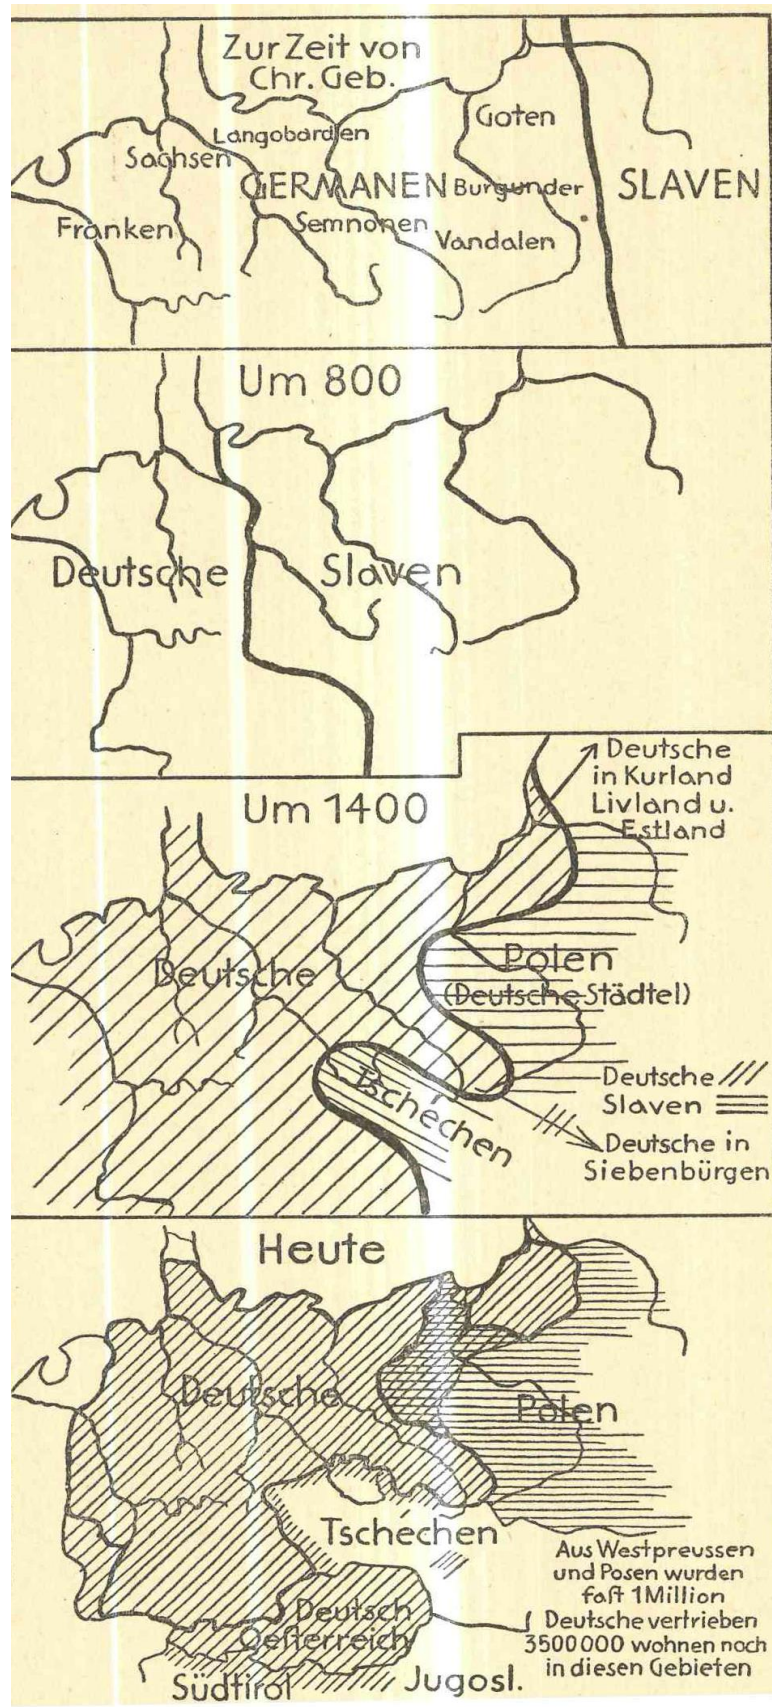 Zur Zeit von
Chr. Geb.
Goten
Langobarden
Sachsen
GERMANEN
Burgunder
SLAVEN
Franken
Semnonen
Vandalen
Um 800
Deutsche
Slaven
Um 1400
Deutsche
in Kurland
Livland u.
Estland
Deutsche
Polen
(Deutsche Städtel)
Tschechen
Deutsche
Slaven
Deutsche in
Siebenbürgen
Heute
Deutsche
Polen
Tschechen
Deutsch
Oesterreich
Südtirol
Jugosl.
Aus Westpreussen
und Posen wurden
fast 1 Million
Deutsche vertrieben
3500000 wohnen noch
in diesen Gebieten